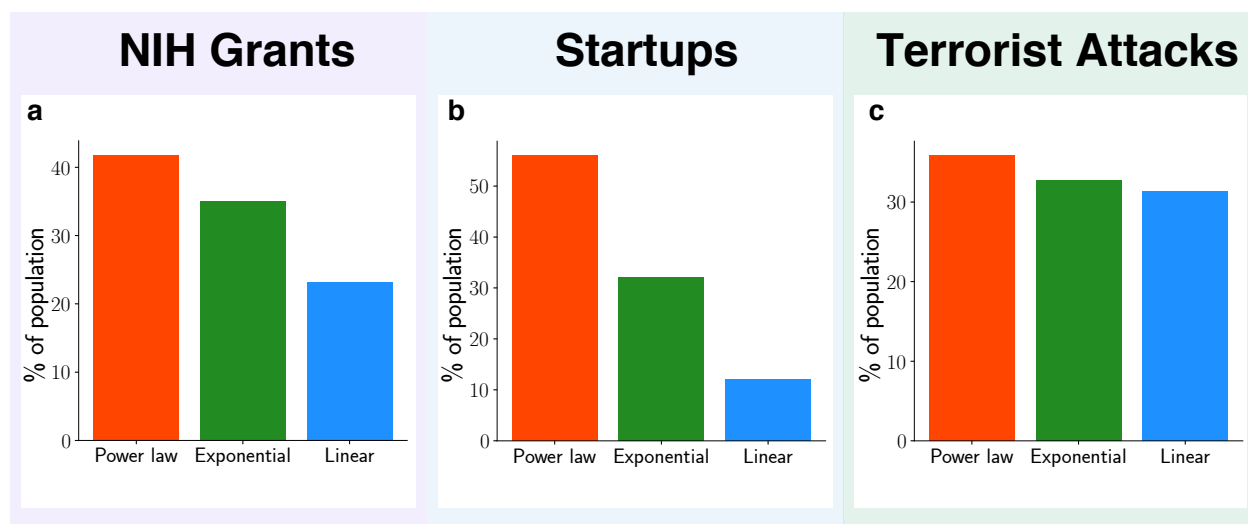 NIH Grants
Startups
Terrorist Attacks
a
% of population
40
30
20
10
0
Power law Exponential Linear
b
% of population
50
40
30
20
10
0
Power law Exponential Linear
c
% of population
30
20
10
0
Power law Exponential Linear